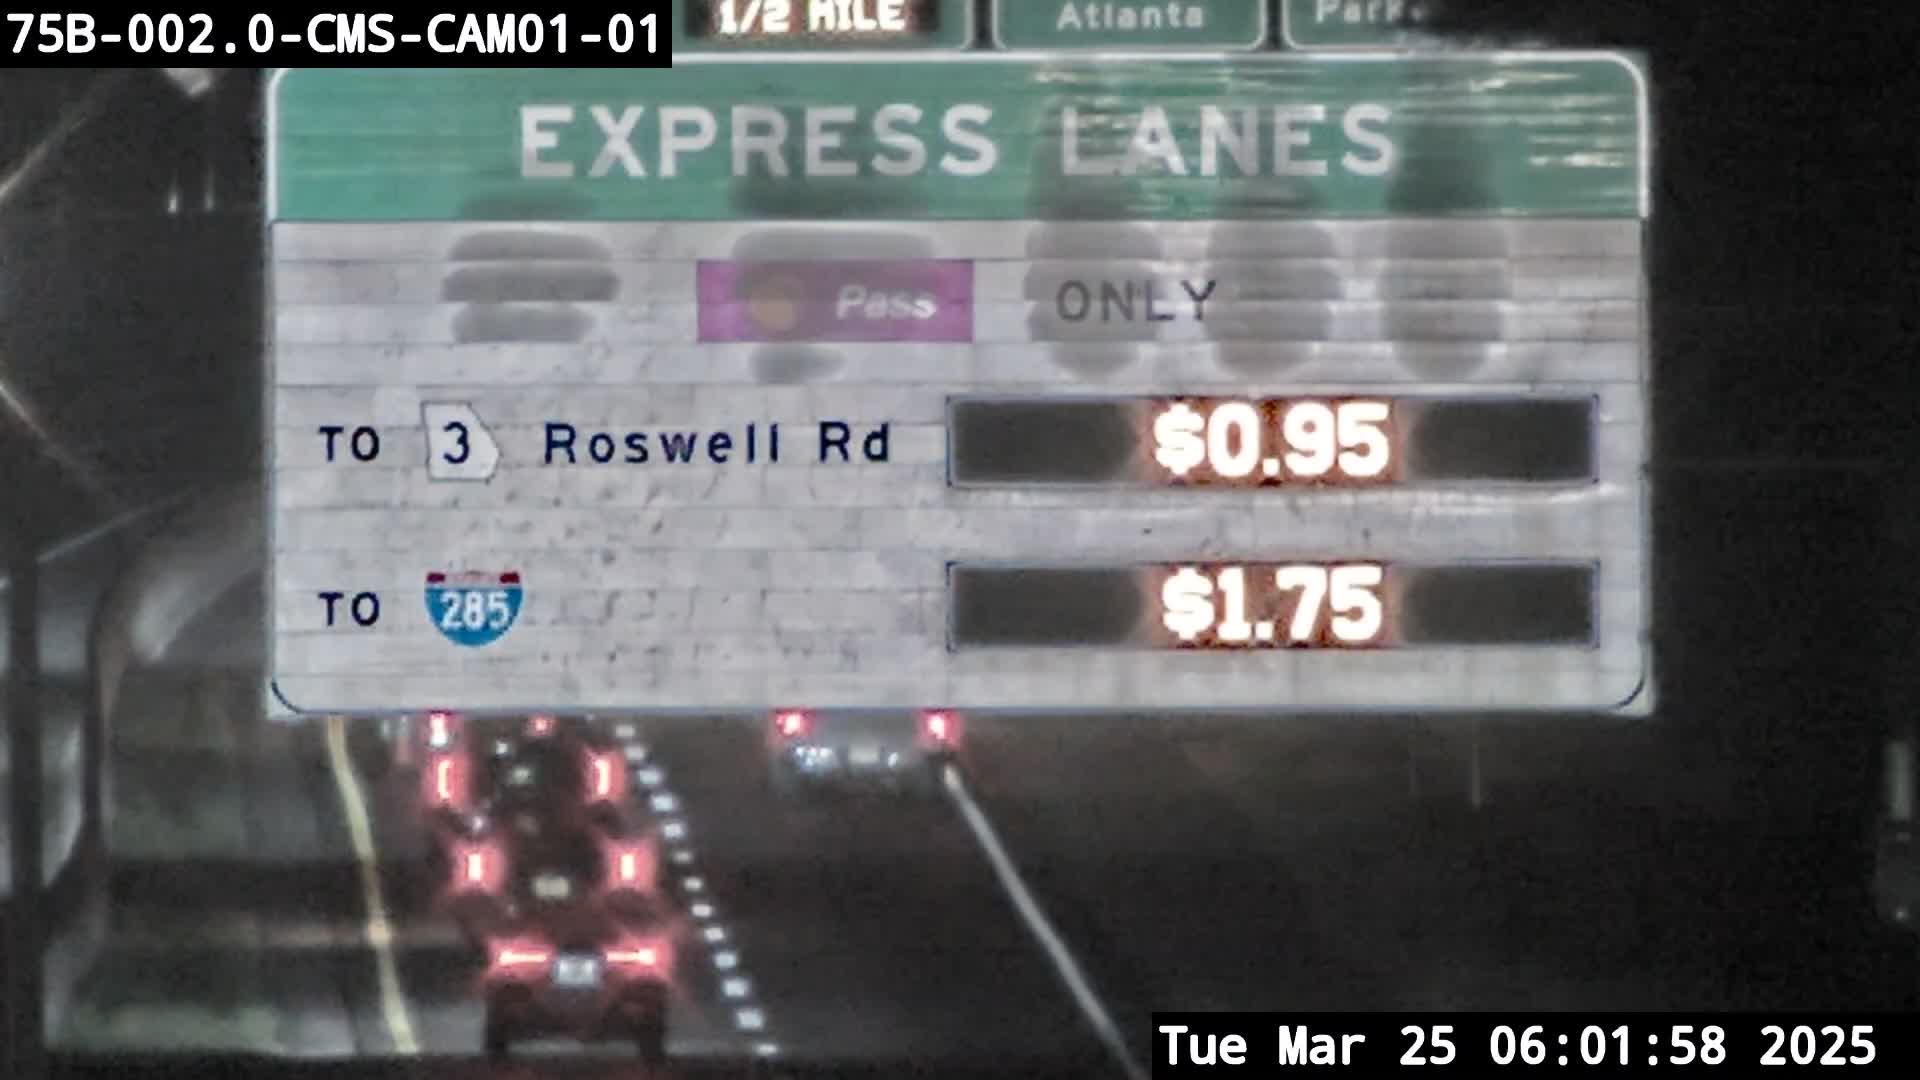 75B-002.0-CMS-CAM01-01
1/2 MILE
Atlanta
EXPRESS LANES
Pass ONLY
TO 3 Roswell Rd $0.95
TO 285 $1.75
Tue Mar 25 06:01:58 2025